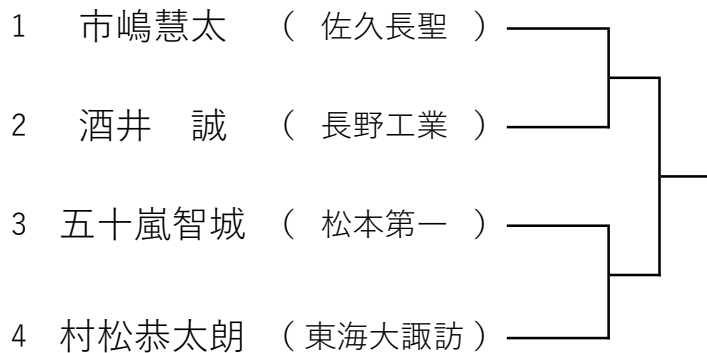 1 市嶋慧太 （ 佐久長聖 ）
2 酒井　誠 （ 長野工業 ）
3 五十嵐智城 （ 松本第一 ）
4 村松恭太朗 （ 東海大諏訪 ）